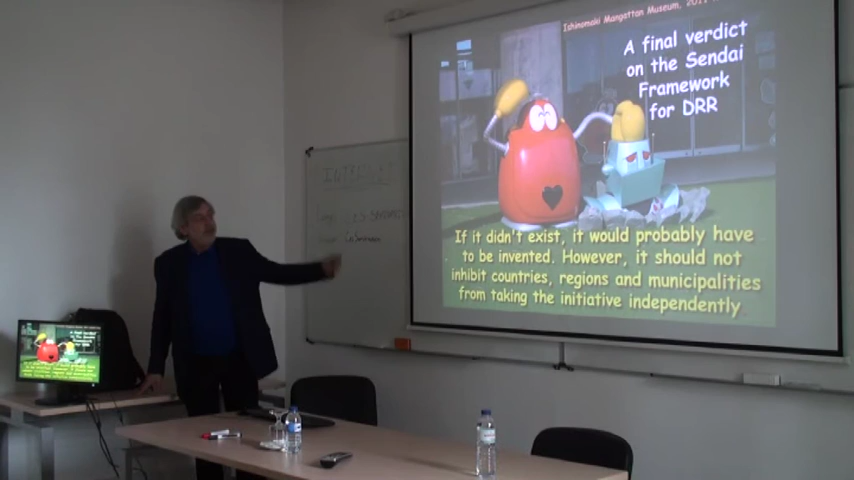 Ishinomaki Mangattan Museum, 2011
A final verdict
on the Sendai
Framework
for DRR
If it didn't exist, it would probably have
to be invented. However, it should not
inhibit countries, regions and municipalities
from taking the initiative independently